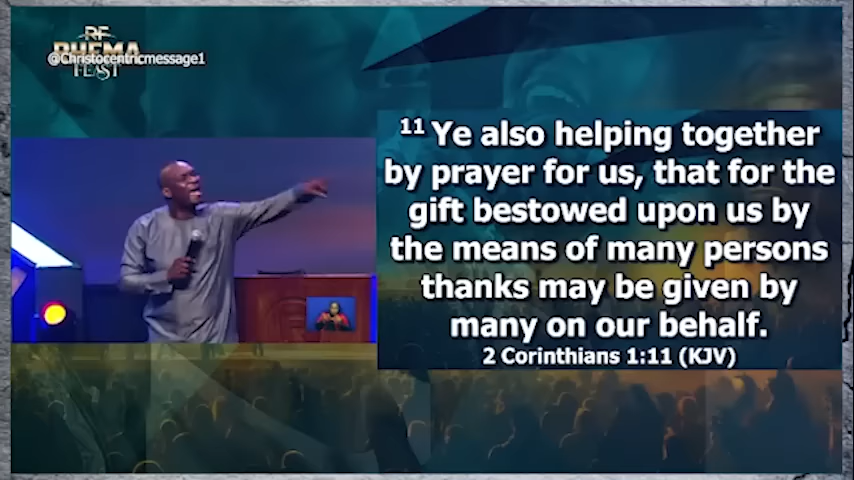 RF
RHEMA
@Christocentricmessage1
FEAST
11 Ye also helping together
by prayer for us, that for the
gift bestowed upon us by
the means of many persons
thanks may be given by
many on our behalf.
2 Corinthians 1:11 (KJV)